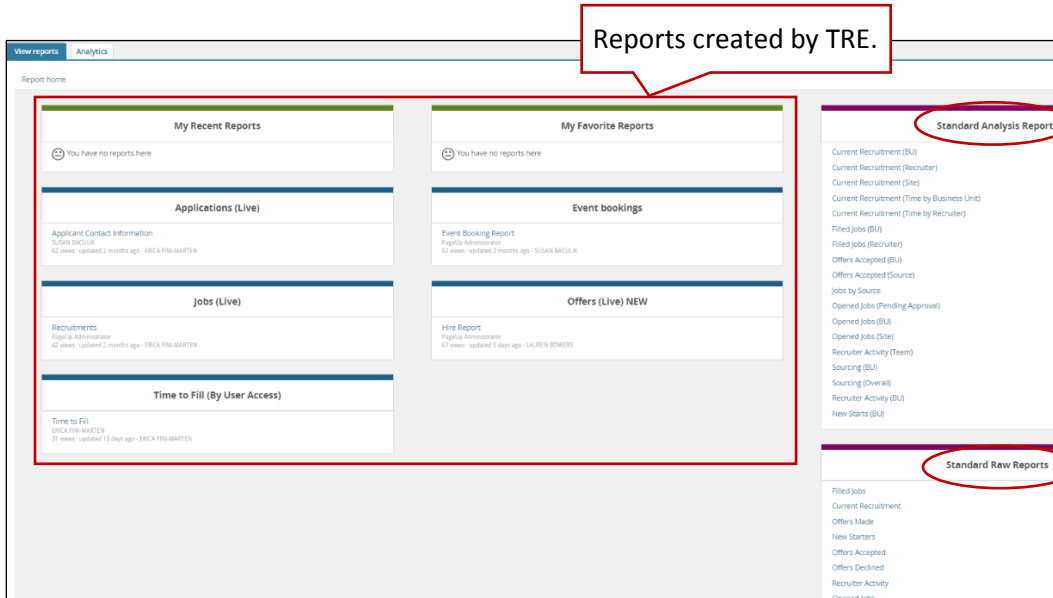 Reports created by TRE.
View reports
Analytics
Report home
My Recent Reports
You have no reports here
My Favorite Reports
You have no reports here
Applications (Live)
Applicant Contact Information
SUSAN BACULIK
62 views - updated 2 months ago - ERICA FINI-MARTEN
Event bookings
Event Booking Report
PageUp Administrator
92 views - updated 2 months ago - SUSAN BACULIK
Jobs (Live)
Recruitments
PageUp Administrator
42 views - updated 2 months ago - ERICA FINI-MARTEN
Offers (Live) NEW
Hire Report
PageUp Administrator
67 views - updated 6 days ago - LAUREN BOWERS
Time to Fill (By User Access)
Time to Fill
ERICA FINI-MARTEN
31 views - updated 13 days ago - ERICA FINI-MARTEN
Standard Analysis Report
Current Recruitment (BU)
Current Recruitment (Recruiter)
Current Recruitment (Site)
Current Recruitment (Time by Business Unit)
Current Recruitment (Time by Recruiter)
Filled Jobs (BU)
Filled Jobs (Recruiter)
Offers Accepted (BU)
Offers Accepted (Source)
Jobs by Source
Opened Jobs (Pending Approval)
Opened Jobs (BU)
Opened Jobs (Site)
Recruiter Activity (Team)
Sourcing (BU)
Sourcing (Overall)
Recruiter Activity (BU)
New Starts (BU)
Standard Raw Reports
Filled Jobs
Current Recruitment
Offers Made
New Starters
Offers Accepted
Offers Declined
Recruiter Activity
Opened Jobs